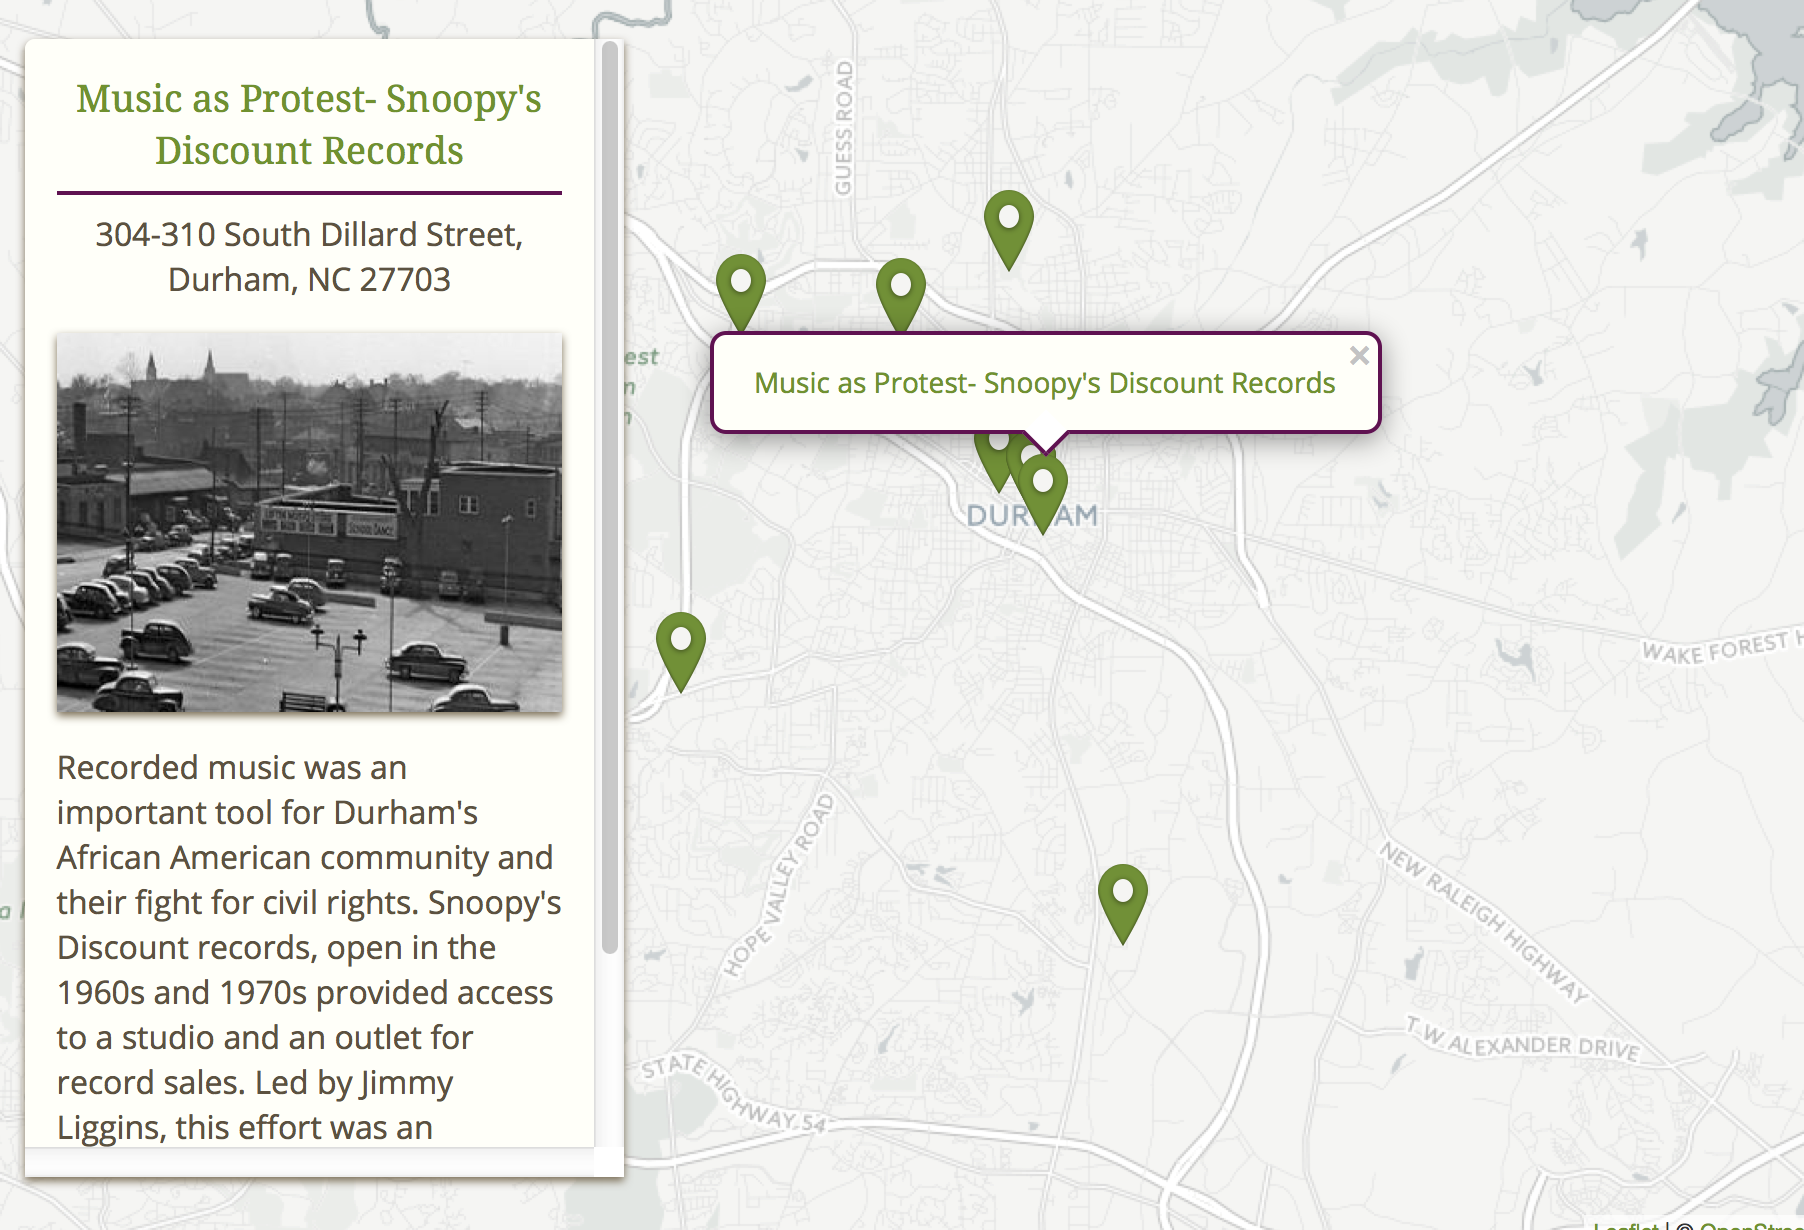 Music as Protest- Snoopy's
Discount Records
304-310 South Dillard Street,
Durham, NC 27703
Recorded music was an
important tool for Durham's
African American community and
their fight for civil rights. Snoopy's
Discount records, open in the
1960s and 1970s provided access
to a studio and an outlet for
record sales. Led by Jimmy
Liggins, this effort was an
GUESS ROAD
est
Music as Protest- Snoopy's Discount Records
×
DURHAM
WAKE FOREST H
HOPE VALLEY ROAD
NEW RALEIGH HIGHWAY
T W ALEXANDER DRIVE
STATE HIGHWAY 54
Leaflet | © OpenStree